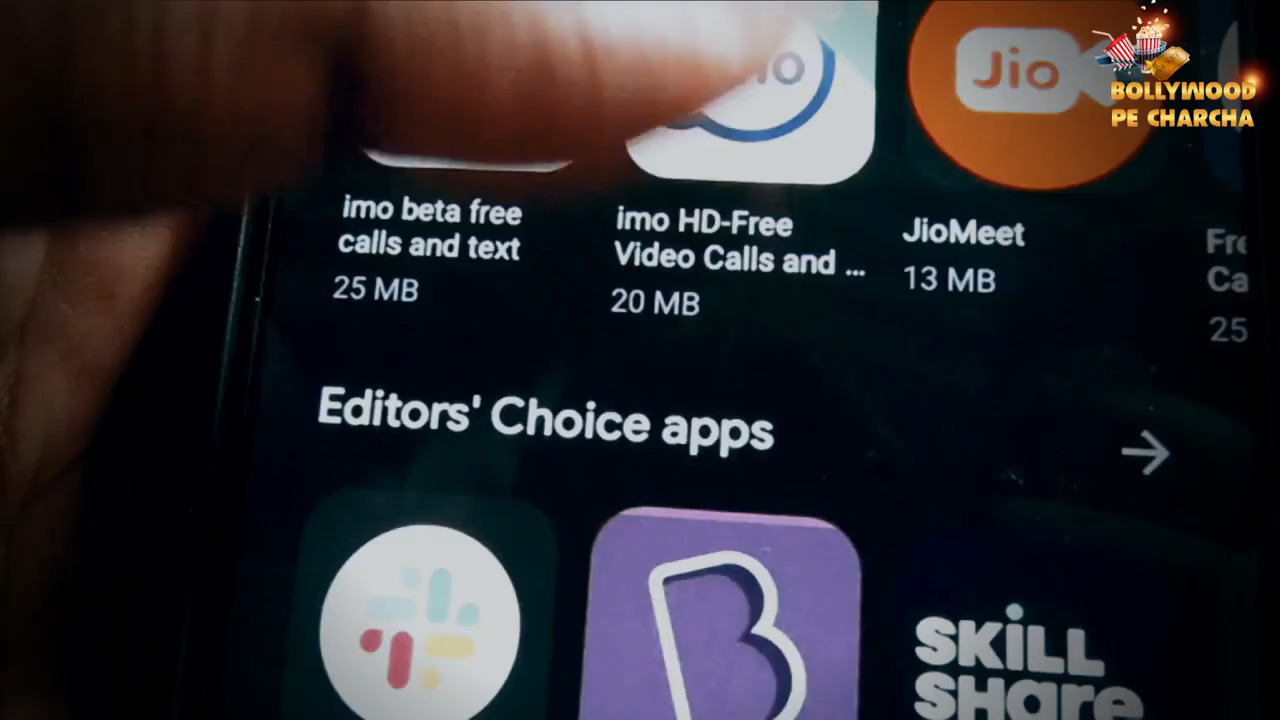 Jio
BOLLYWOOD
PE CHARCHA
imo beta free
calls and text
25 MB
imo HD-Free
Video Calls and ...
20 MB
JioMeet
13 MB
25
Editors' Choice apps
B
SKILL
SHare